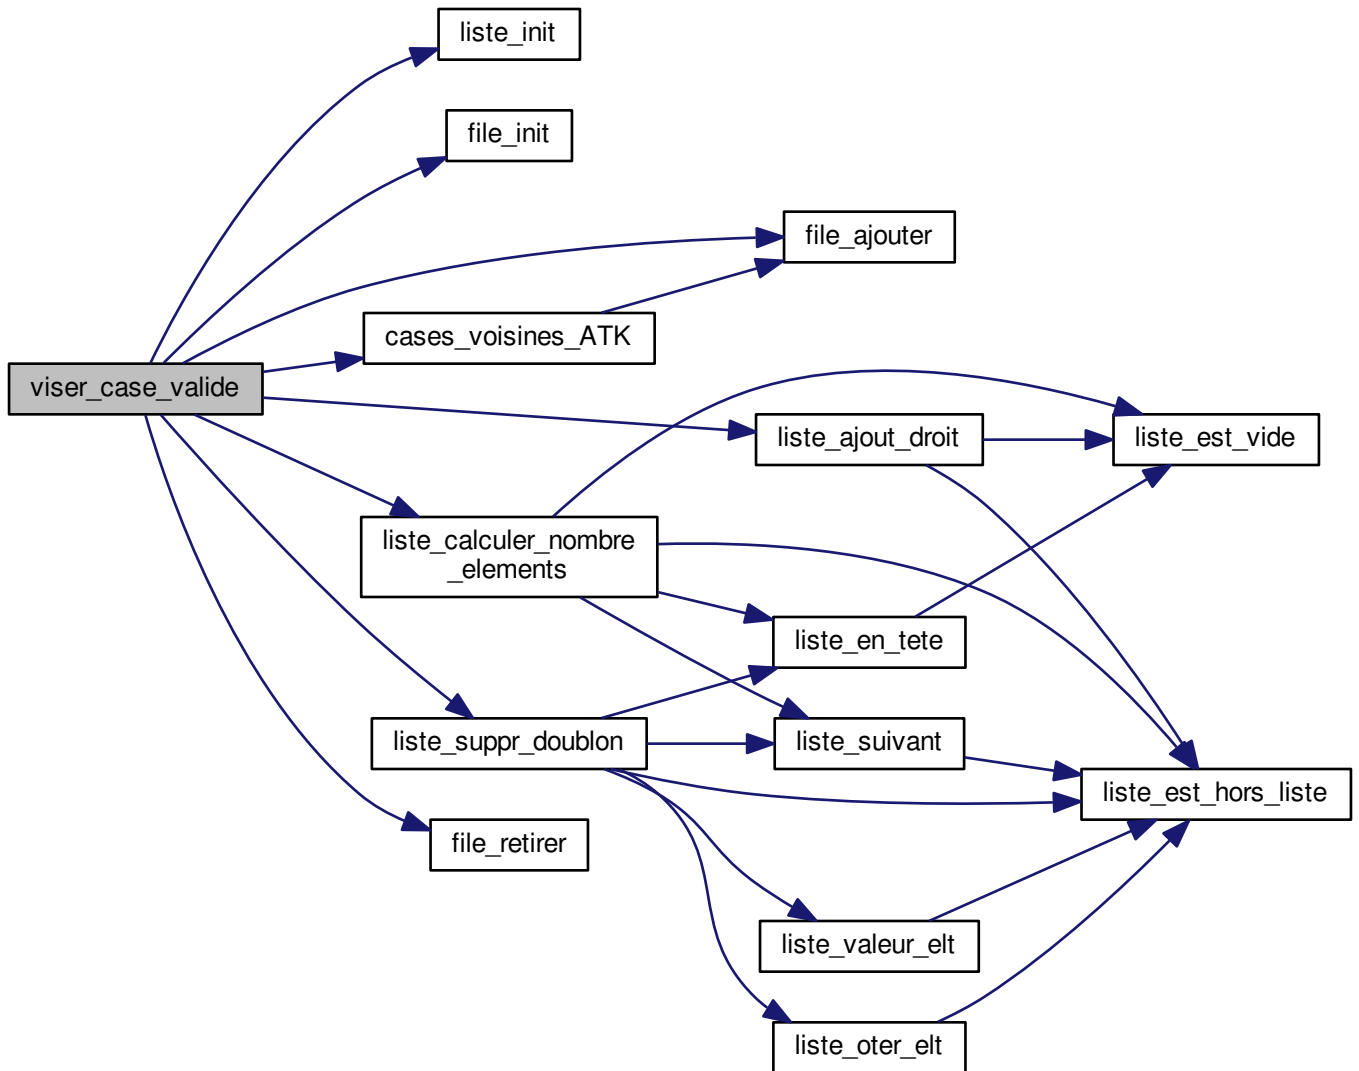 liste_init
file_init
file_ajouter
cases_voisines_ATK
viser_case_valide
liste_ajout_droit
liste_est_vide
liste_calculer_nombre
_elements
liste_en_tete
liste_suppr_doublon
liste_suivant
liste_est_hors_liste
file_retirer
liste_valeur_elt
liste_oter_elt